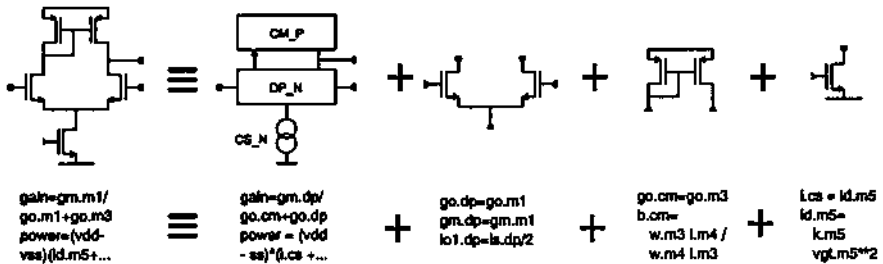 CM_P
DP_N
CS_N
gain=gm.m1/
go.m1+go.m3
power=(vdd-
vss)(id.m5+...
gain=gm.dp/
go.cm+go.dp
power = (vdd
- ss)*(i.cs +...
go.dp=go.m1
gm.dp=gm.m1
io1.dp=is.dp/2
go.cm=go.m3
b.cm=
w.m3 l.m4 /
w.m4 l.m3
i.cs = id.m5
id.m5=
k.m5
vgt.m5**2